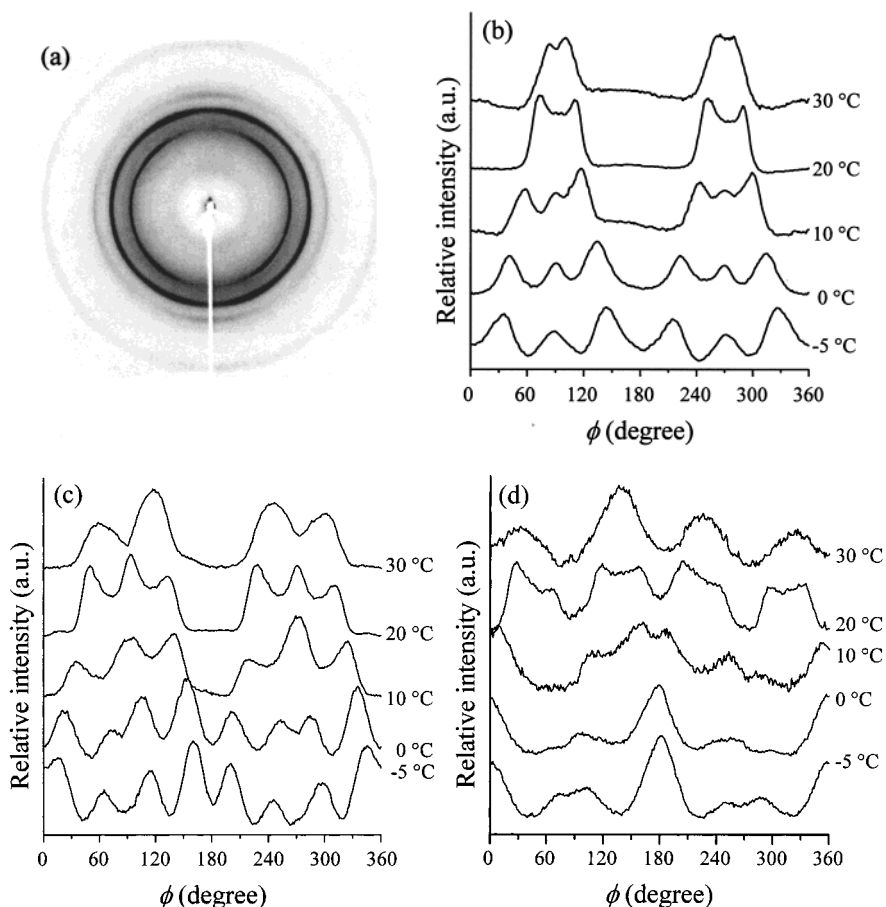 (a)
(b)
Relative intensity (a.u.)
30 °C
20 °C
10 °C
0 °C
-5 °C
0 60 120 180 240 300 360
ϕ (degree)
(c)
Relative intensity (a.u.)
30 °C
20 °C
10 °C
0 °C
-5 °C
0 60 120 180 240 300 360
ϕ (degree)
(d)
Relative intensity (a.u.)
30 °C
20 °C
10 °C
0 °C
-5 °C
0 60 120 180 240 300 360
ϕ (degree)